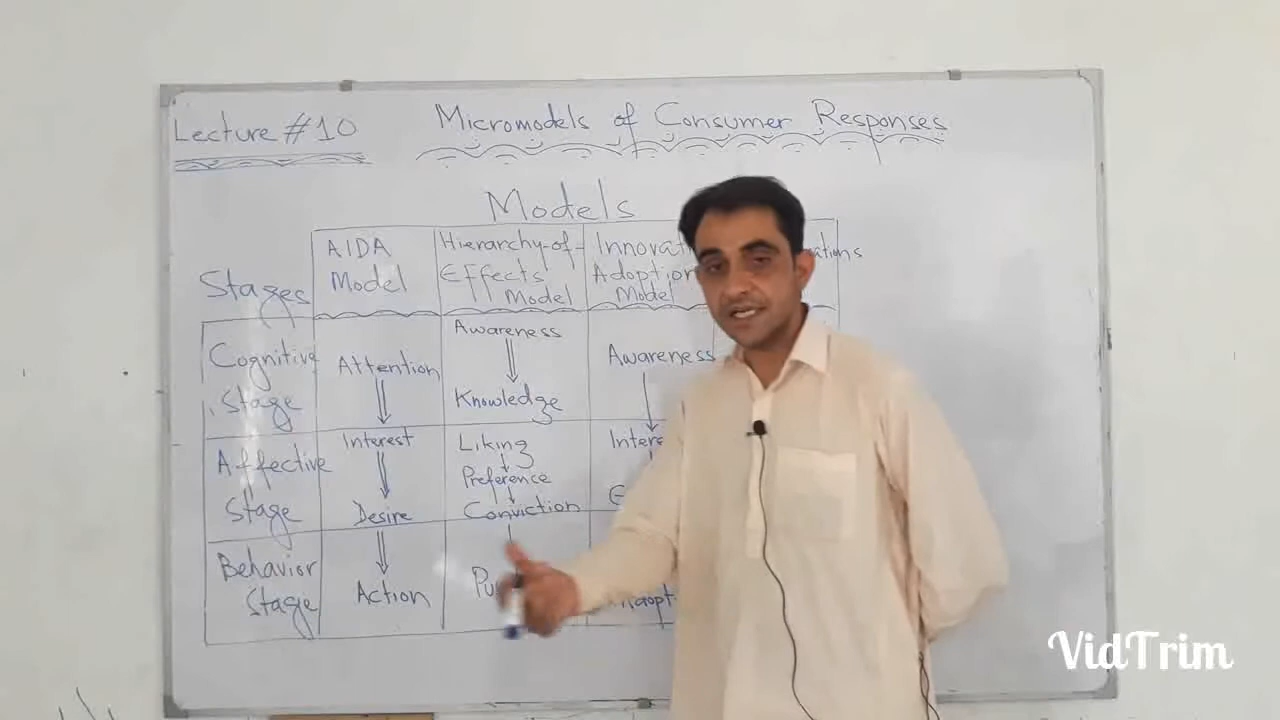 Lecture #10
Micromodels of Consumer Responses
Models
Stages
AIDA
Model
Hierarchy-of-
Effects
Model
Adoption
Model
Cognitive
Stage
Attention
Awareness
Knowledge
Awareness
Affective
Stage
Interest
Desire
Liking
Preference
Conviction
Behavior
Stage
Action
VidTrim